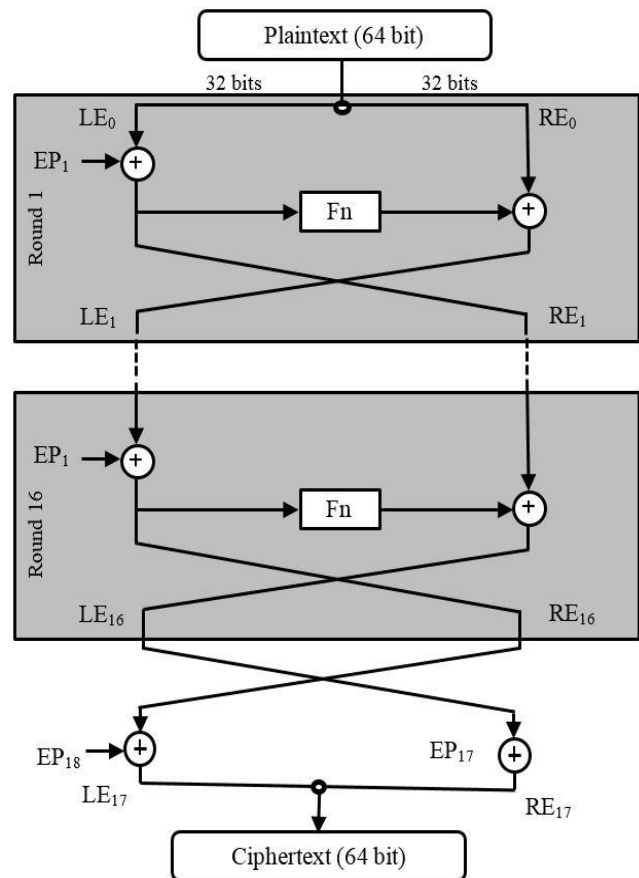 Plaintext (64 bit)
32 bits 32 bits
LE₀ RE₀
EP₁ +
Round 1
Fn +
LE₁ RE₁
EP₁ +
Round 16
Fn +
LE₁₆ RE₁₆
EP₁₈ + EP₁₇ +
LE₁₇ RE₁₇
Ciphertext (64 bit)